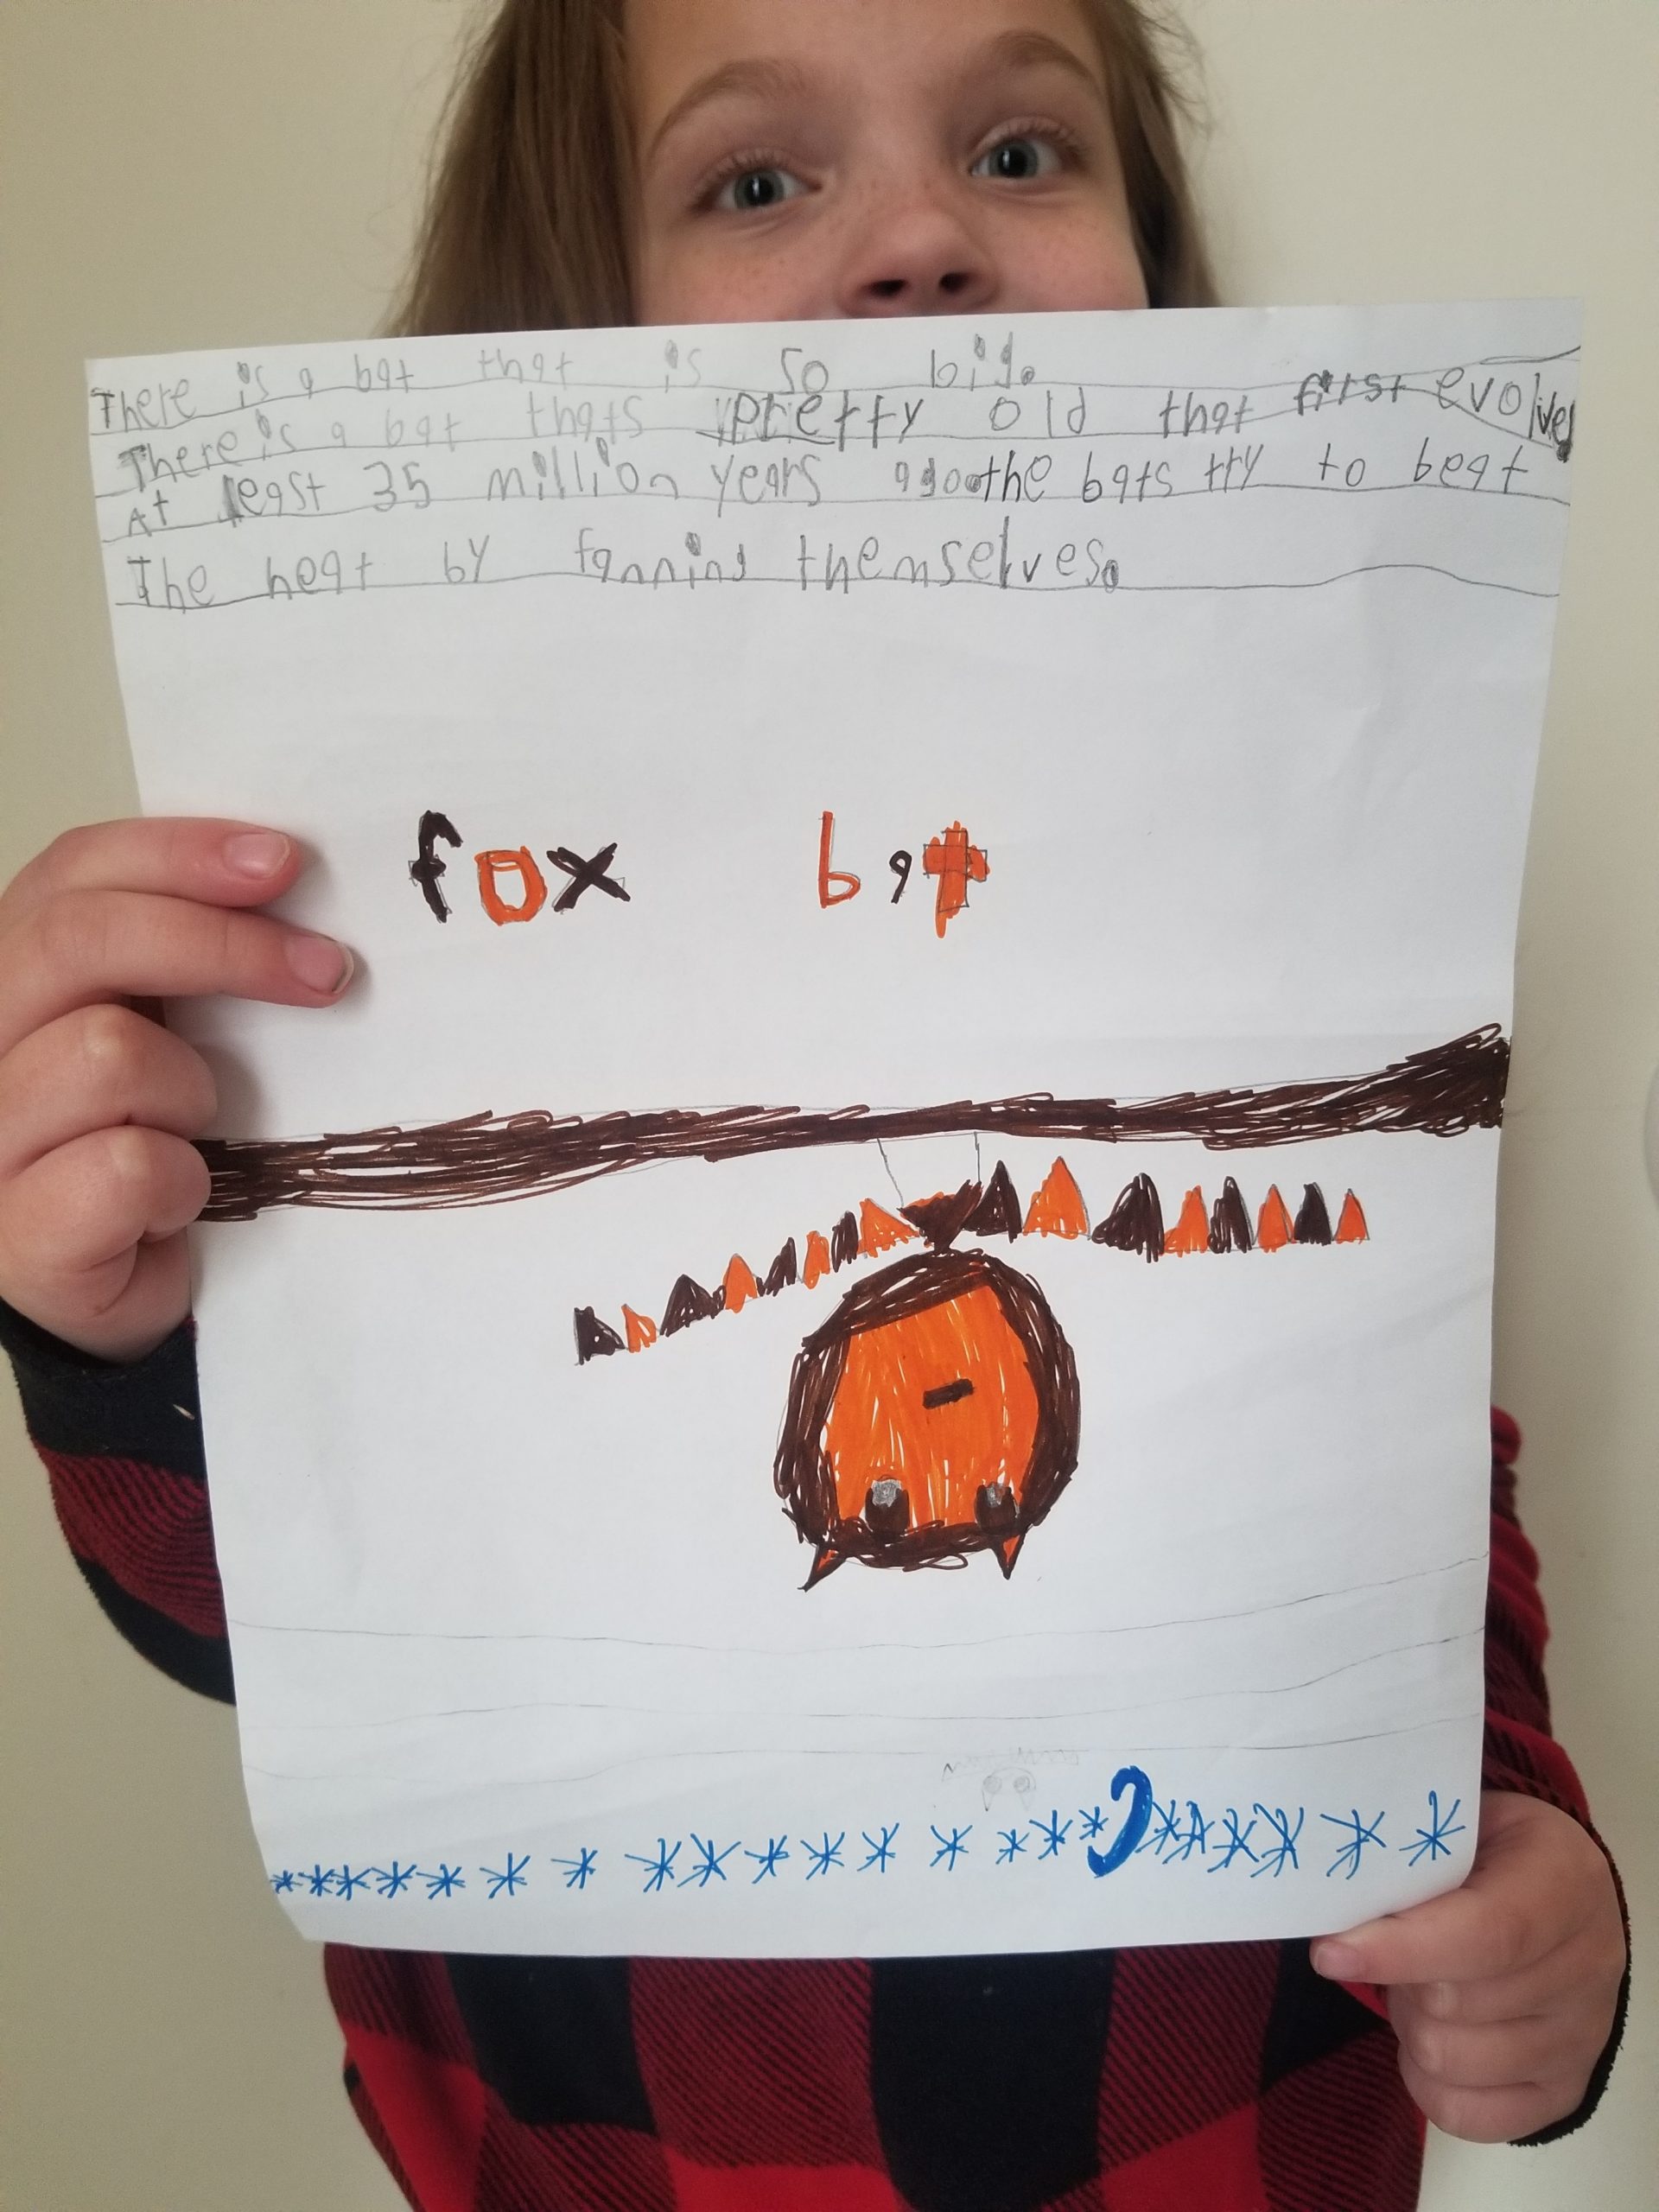 There is a bat that is so big.
There is a bat thats pretty old that first evolved
At least 35 million years ago.the bats try to beat
The heat by fanning themselves.
fox bat